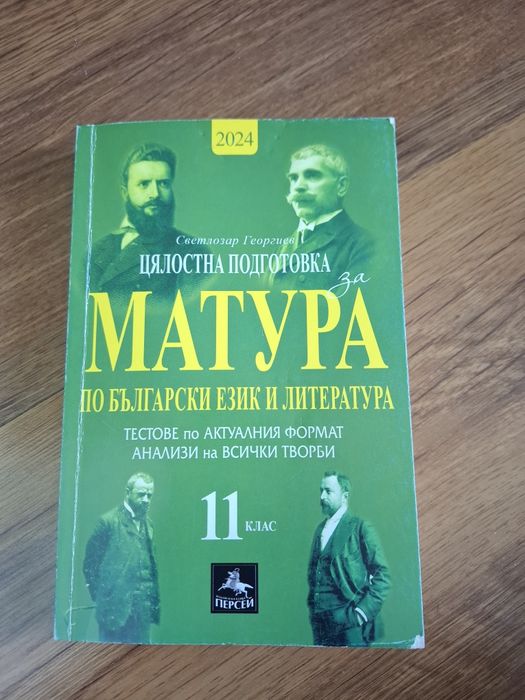 2024
Светлозар Георгиев
ЦЯЛОСТНА ПОДГОТОВКА
за
МАТУРА
ПО БЪЛГАРСКИ ЕЗИК И ЛИТЕРАТУРА
ТЕСТОВЕ по АКТУАЛНИЯ ФОРМАТ
АНАЛИЗИ на ВСИЧКИ ТВОРБИ
11 КЛАС
ПЕРСЕЙ